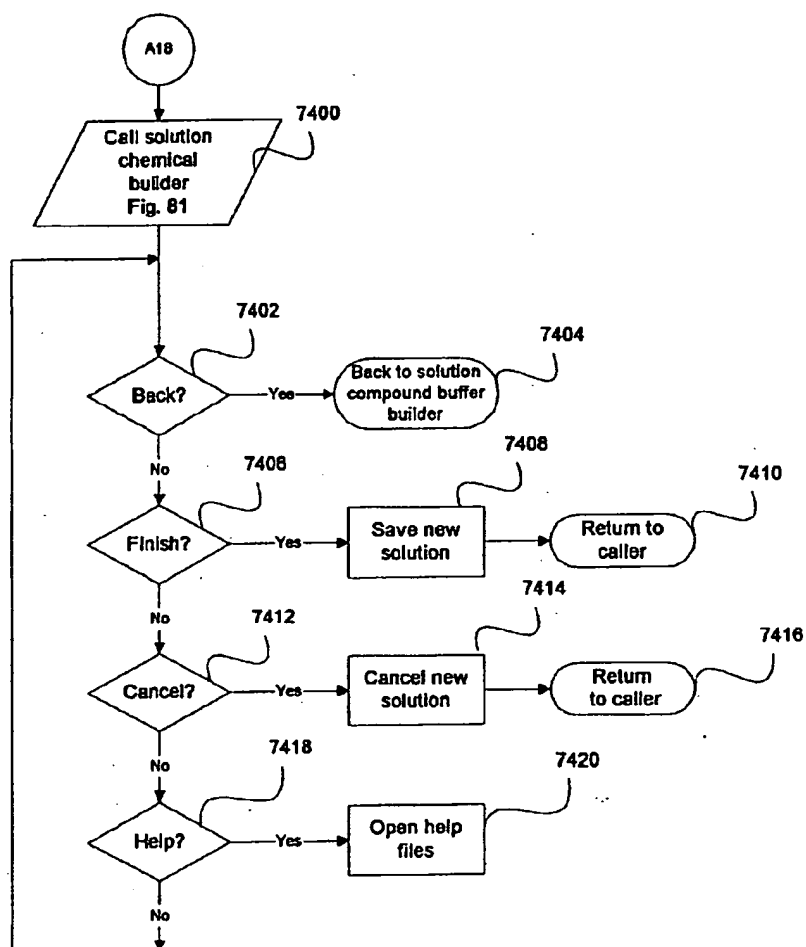 A18
7400
Call solution
chemical
builder
Fig. 81
7402
7404
Back?
Yes
Back to solution
compound buffer
builder
No
7406
7408
7410
Finish?
Yes
Save new
solution
Return to
caller
No
7412
7414
7416
Cancel?
Yes
Cancel new
solution
Return
to caller
No
7418
7420
Help?
Yes
Open help
files
No